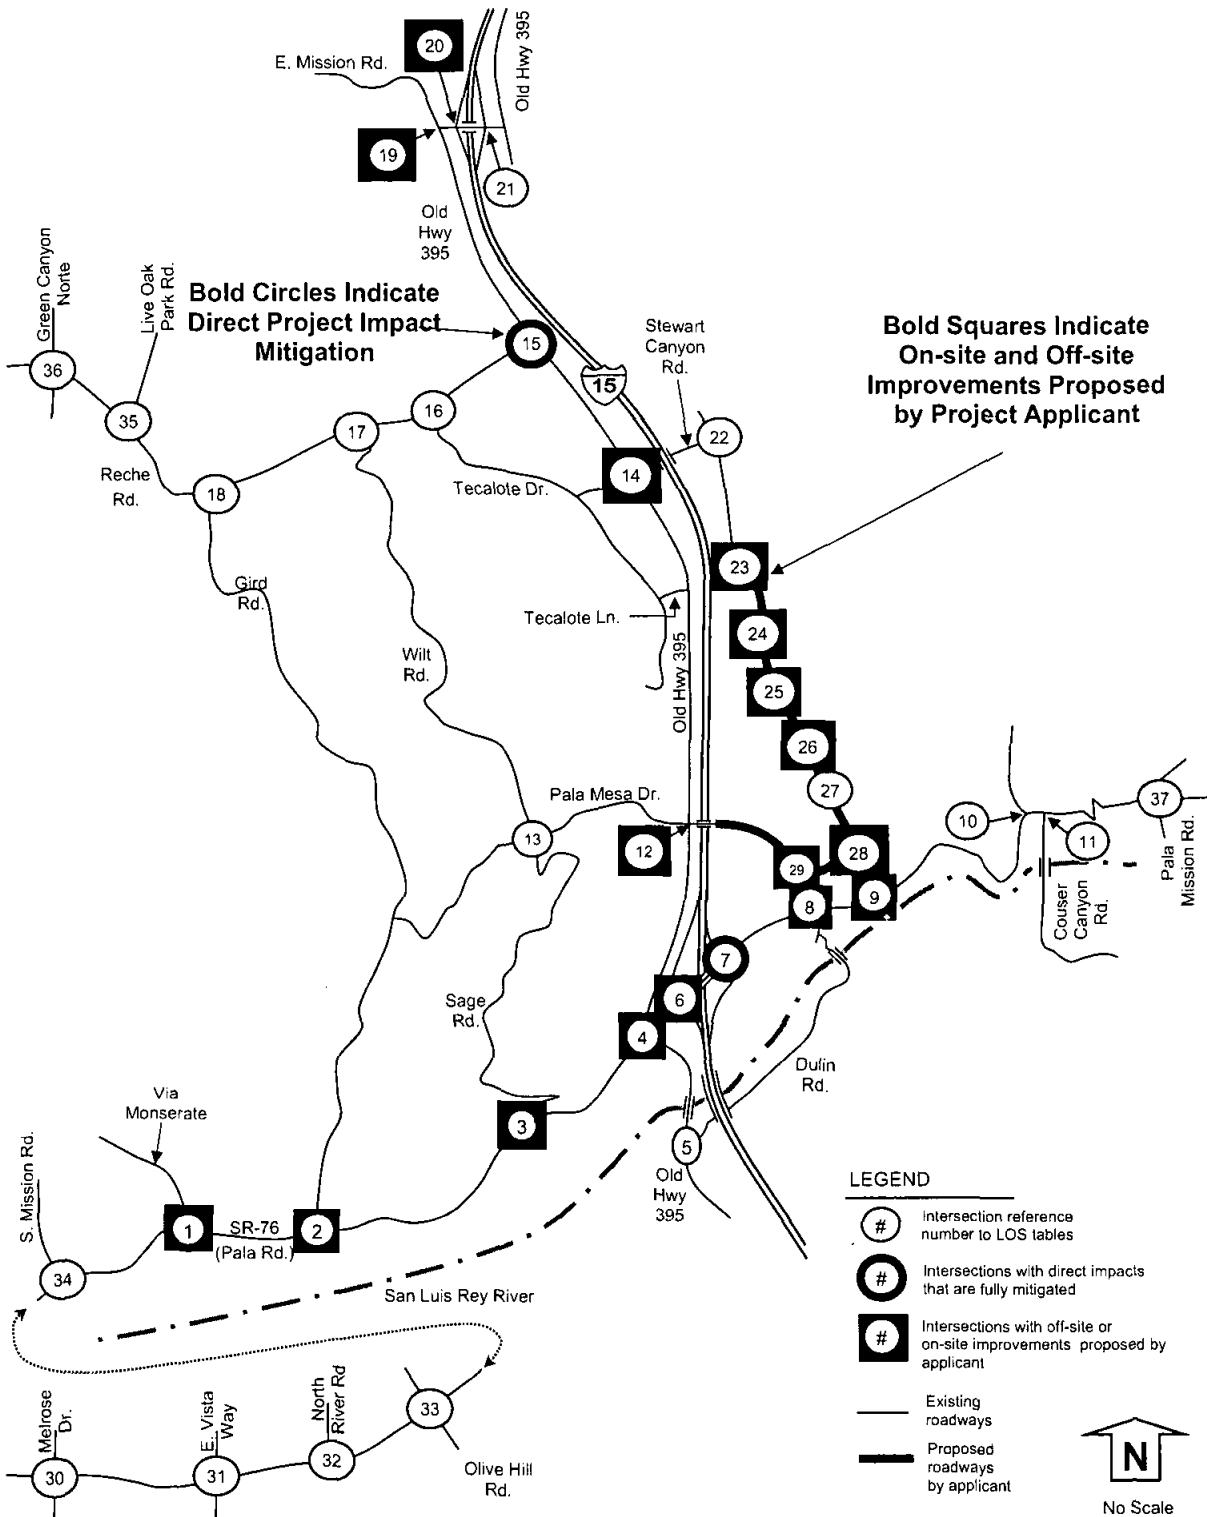 20
E. Mission Rd.
Old Hwy 395
19
21
Old
Hwy
395
Green Canyon
Norte
Live Oak
Park Rd.
Bold Circles Indicate
Direct Project Impact
Mitigation
15
15
Stewart
Canyon
Rd.
Bold Squares Indicate
On-site and Off-site
Improvements Proposed
by Project Applicant
36
35
16
17
22
14
Reche
Rd.
18
Tecalote Dr.
23
Gird
Rd.
Tecalote Ln.
24
Wilt
Rd.
Old Hwy 395
25
26
27
Pala Mesa Dr.
13
12
28
29
10
11
37
Pala
Mission Rd.
8
9
Couser
Canyon
Rd.
7
6
Sage
Rd.
4
Dulin
Rd.
Via
Monserate
3
5
Old
Hwy
395
S. Mission Rd.
1
SR-76
(Pala Rd.)
2
34
San Luis Rey River
LEGEND
#
Intersection reference
number to LOS tables
#
Intersections with direct impacts
that are fully mitigated
#
Intersections with off-site or
on-site improvements proposed by
applicant
Existing
roadways
Proposed
roadways
by applicant
N
No Scale
Melrose
Dr.
E. Vista
Way
North
River Rd
33
30
31
32
Olive Hill
Rd.